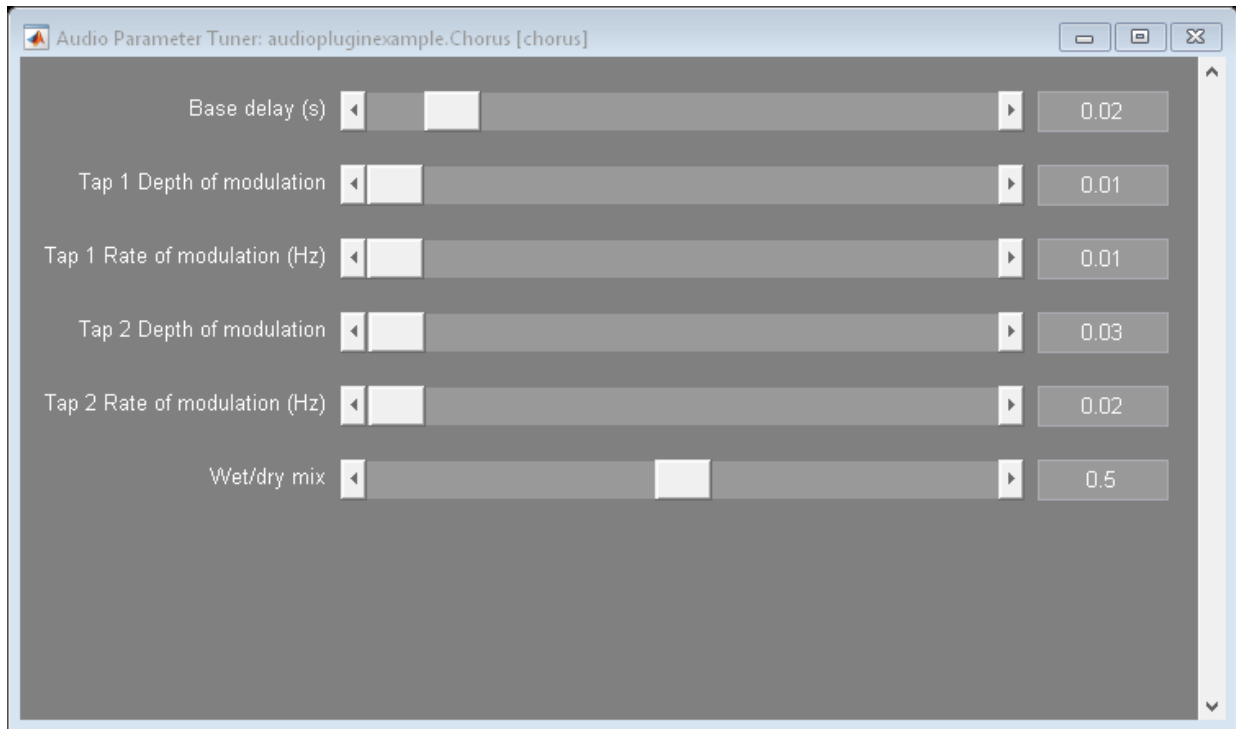 Audio Parameter Tuner: audiopluginexample.Chorus [chorus]
Base delay (s) 0.02
Tap 1 Depth of modulation 0.01
Tap 1 Rate of modulation (Hz) 0.01
Tap 2 Depth of modulation 0.03
Tap 2 Rate of modulation (Hz) 0.02
Wet/dry mix 0.5